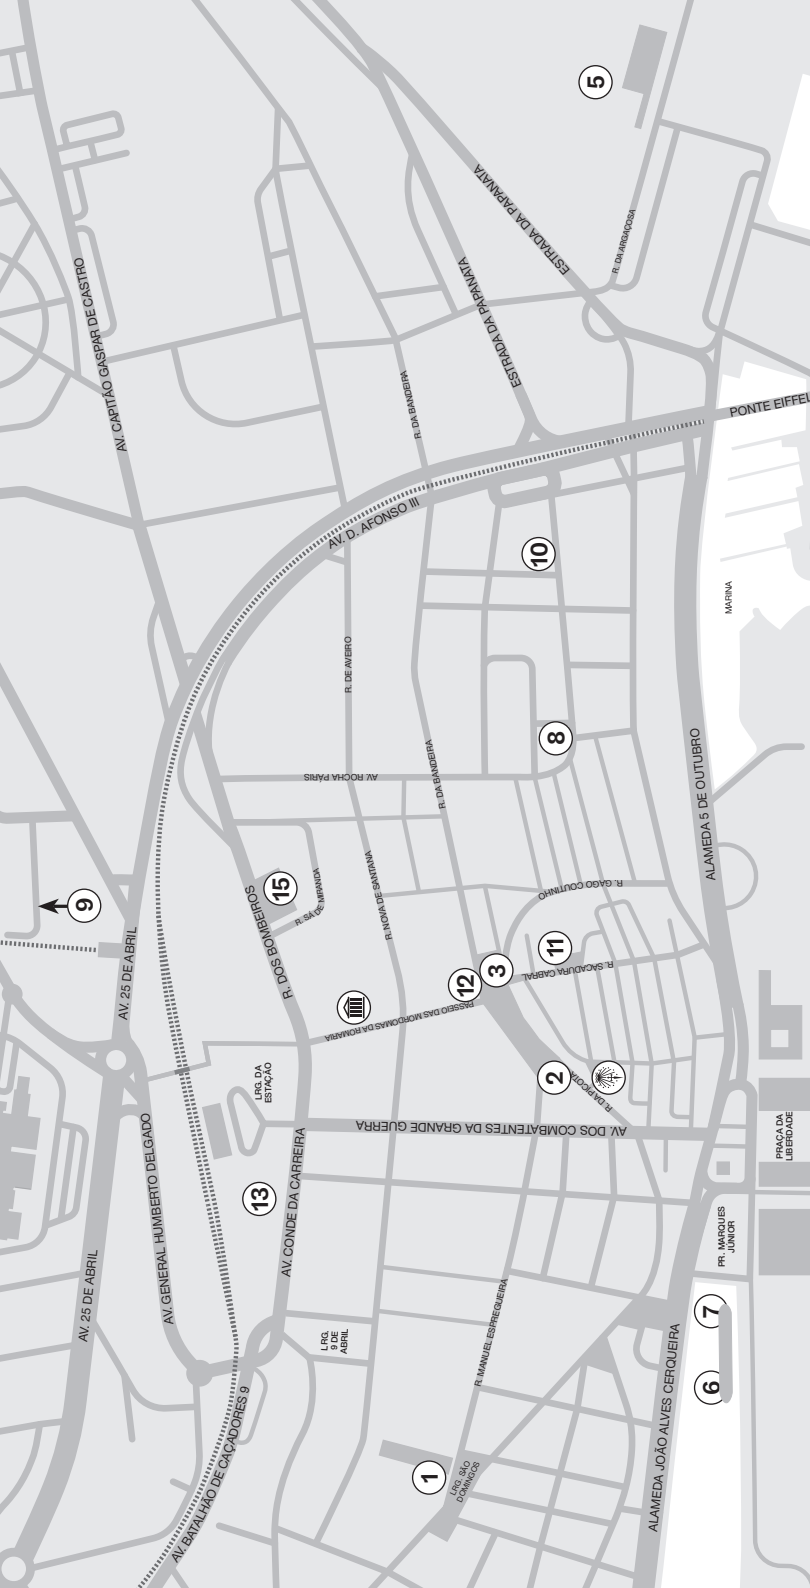 5
ESTRADA DA PAPANATA
R. DA ARGAÇOSA
AV. CAPITÃO GASPAR DE CASTRO
ESTRADA DA PAPANATA
R. DA BANDEIRA
PONTE EIFFEL
AV. D. AFONSO III
10
MARINA
R. DE AVEIRO
8
R. DA BANDEIRA
AV. ROCHA PÁRIS
ALAMEDA 5 DE OUTUBRO
15
R. SÁ DE MIRANDA
R. NOVA DE SANTANA
R. GAGO COUTINHO
9
R. DOS BOMBEIROS
AV. 25 DE ABRIL
11
3
12
R. SACADURA CABRAL
PASSEIO DAS MORDOMAS DA ROMARIA
2
R. DA PICOTA
LRG. DA
ESTAÇÃO
AV. DOS COMBATENTES DA GRANDE GUERRA
PRAÇA DA
LIBERDADE
AV. GENERAL HUMBERTO DELGADO
13
AV. CONDE DA CARREIRA
PR. MARQUES
JÚNIOR
AV. 25 DE ABRIL
7
LRG.
9 DE
ABRIL
R. MANUEL ESPREGUEIRA
6
ALAMEDA JOÃO ALVES CERQUEIRA
AV. BATALHÃO DE CAÇADORES 9
1
LRG. SÃO
DOMINGOS